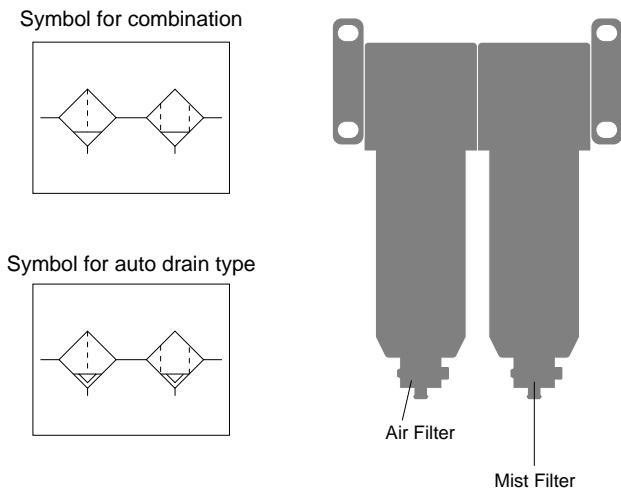 Symbol for combination
Symbol for auto drain type
Air Filter
Mist Filter